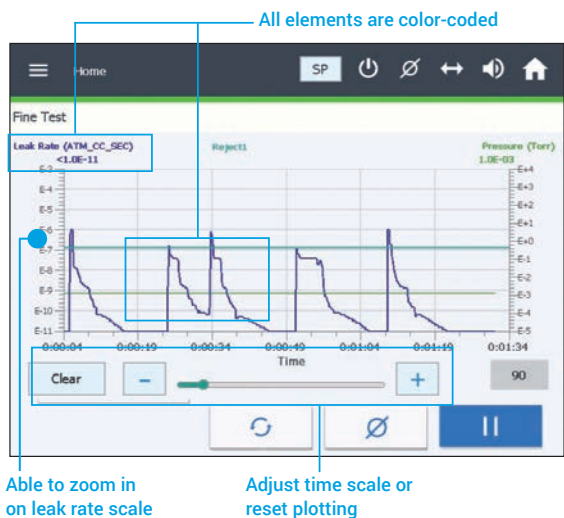 All elements are color-coded
Home
SP
Fine Test
Leak Rate (ATM_CC_SEC)
<1.0E-11
Reject1
Pressure (Torr)
1.0E-03
E-3
E-4
E-5
E-6
E-7
E-8
E-9
E-10
E-11
E+4
E+3
E+2
E+1
E+0
E-1
E-2
E-3
E-4
E-5
0:00:04 0:00:19 0:00:34 0:00:49 0:01:04 0:01:19 0:01:34
Time
Clear
−
+
90
Able to zoom in
on leak rate scale
Adjust time scale or
reset plotting